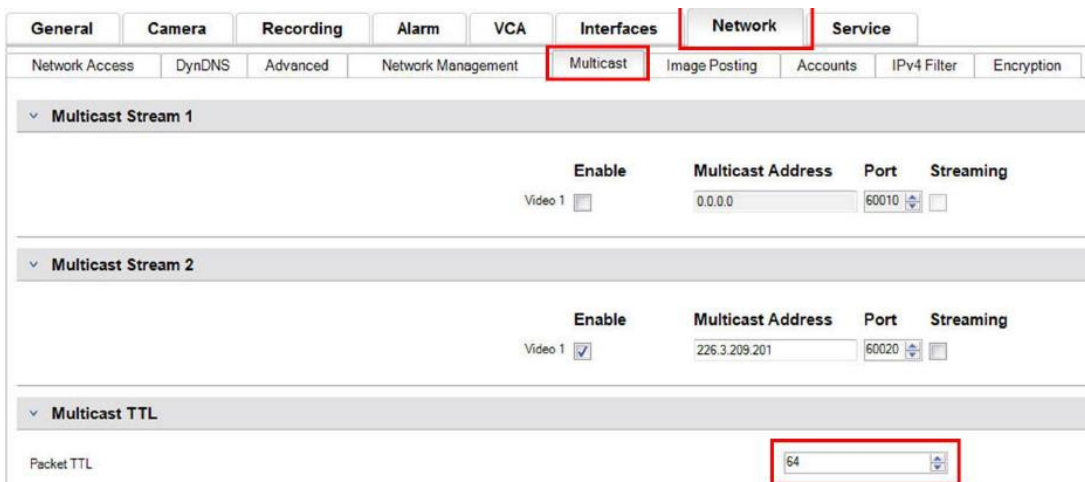 General Camera Recording Alarm VCA Interfaces Network Service
Network Access DynDNS Advanced Network Management Multicast Image Posting Accounts IPv4 Filter Encryption
Multicast Stream 1
Enable Multicast Address Port Streaming
Video 1 0.0.0.0 60010
Multicast Stream 2
Enable Multicast Address Port Streaming
Video 1 226.3.209.201 60020
Multicast TTL
Packet TTL 64